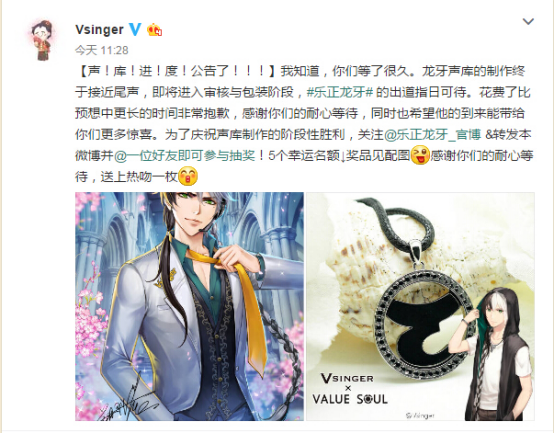 Vsinger
今天 11:28
【声！库！进！度！公告了！！！】我知道，你们等了很久。龙牙声库的制作终
于接近尾声，即将进入审核与包装阶段，#乐正龙牙# 的出道指日可待。花费了比
预想中更长的时间非常抱歉，感谢你们的耐心等待，同时也希望他的到来能带给
你们更多惊喜。为了庆祝声库制作的阶段性胜利，关注@乐正龙牙_官博 &转发本
微博并@一位好友即可参与抽奖！5个幸运名额↓奖品见配图感谢你们的耐心等
待，送上热吻一枚
VSINGER
×
VALUE SOUL
©Vsinger